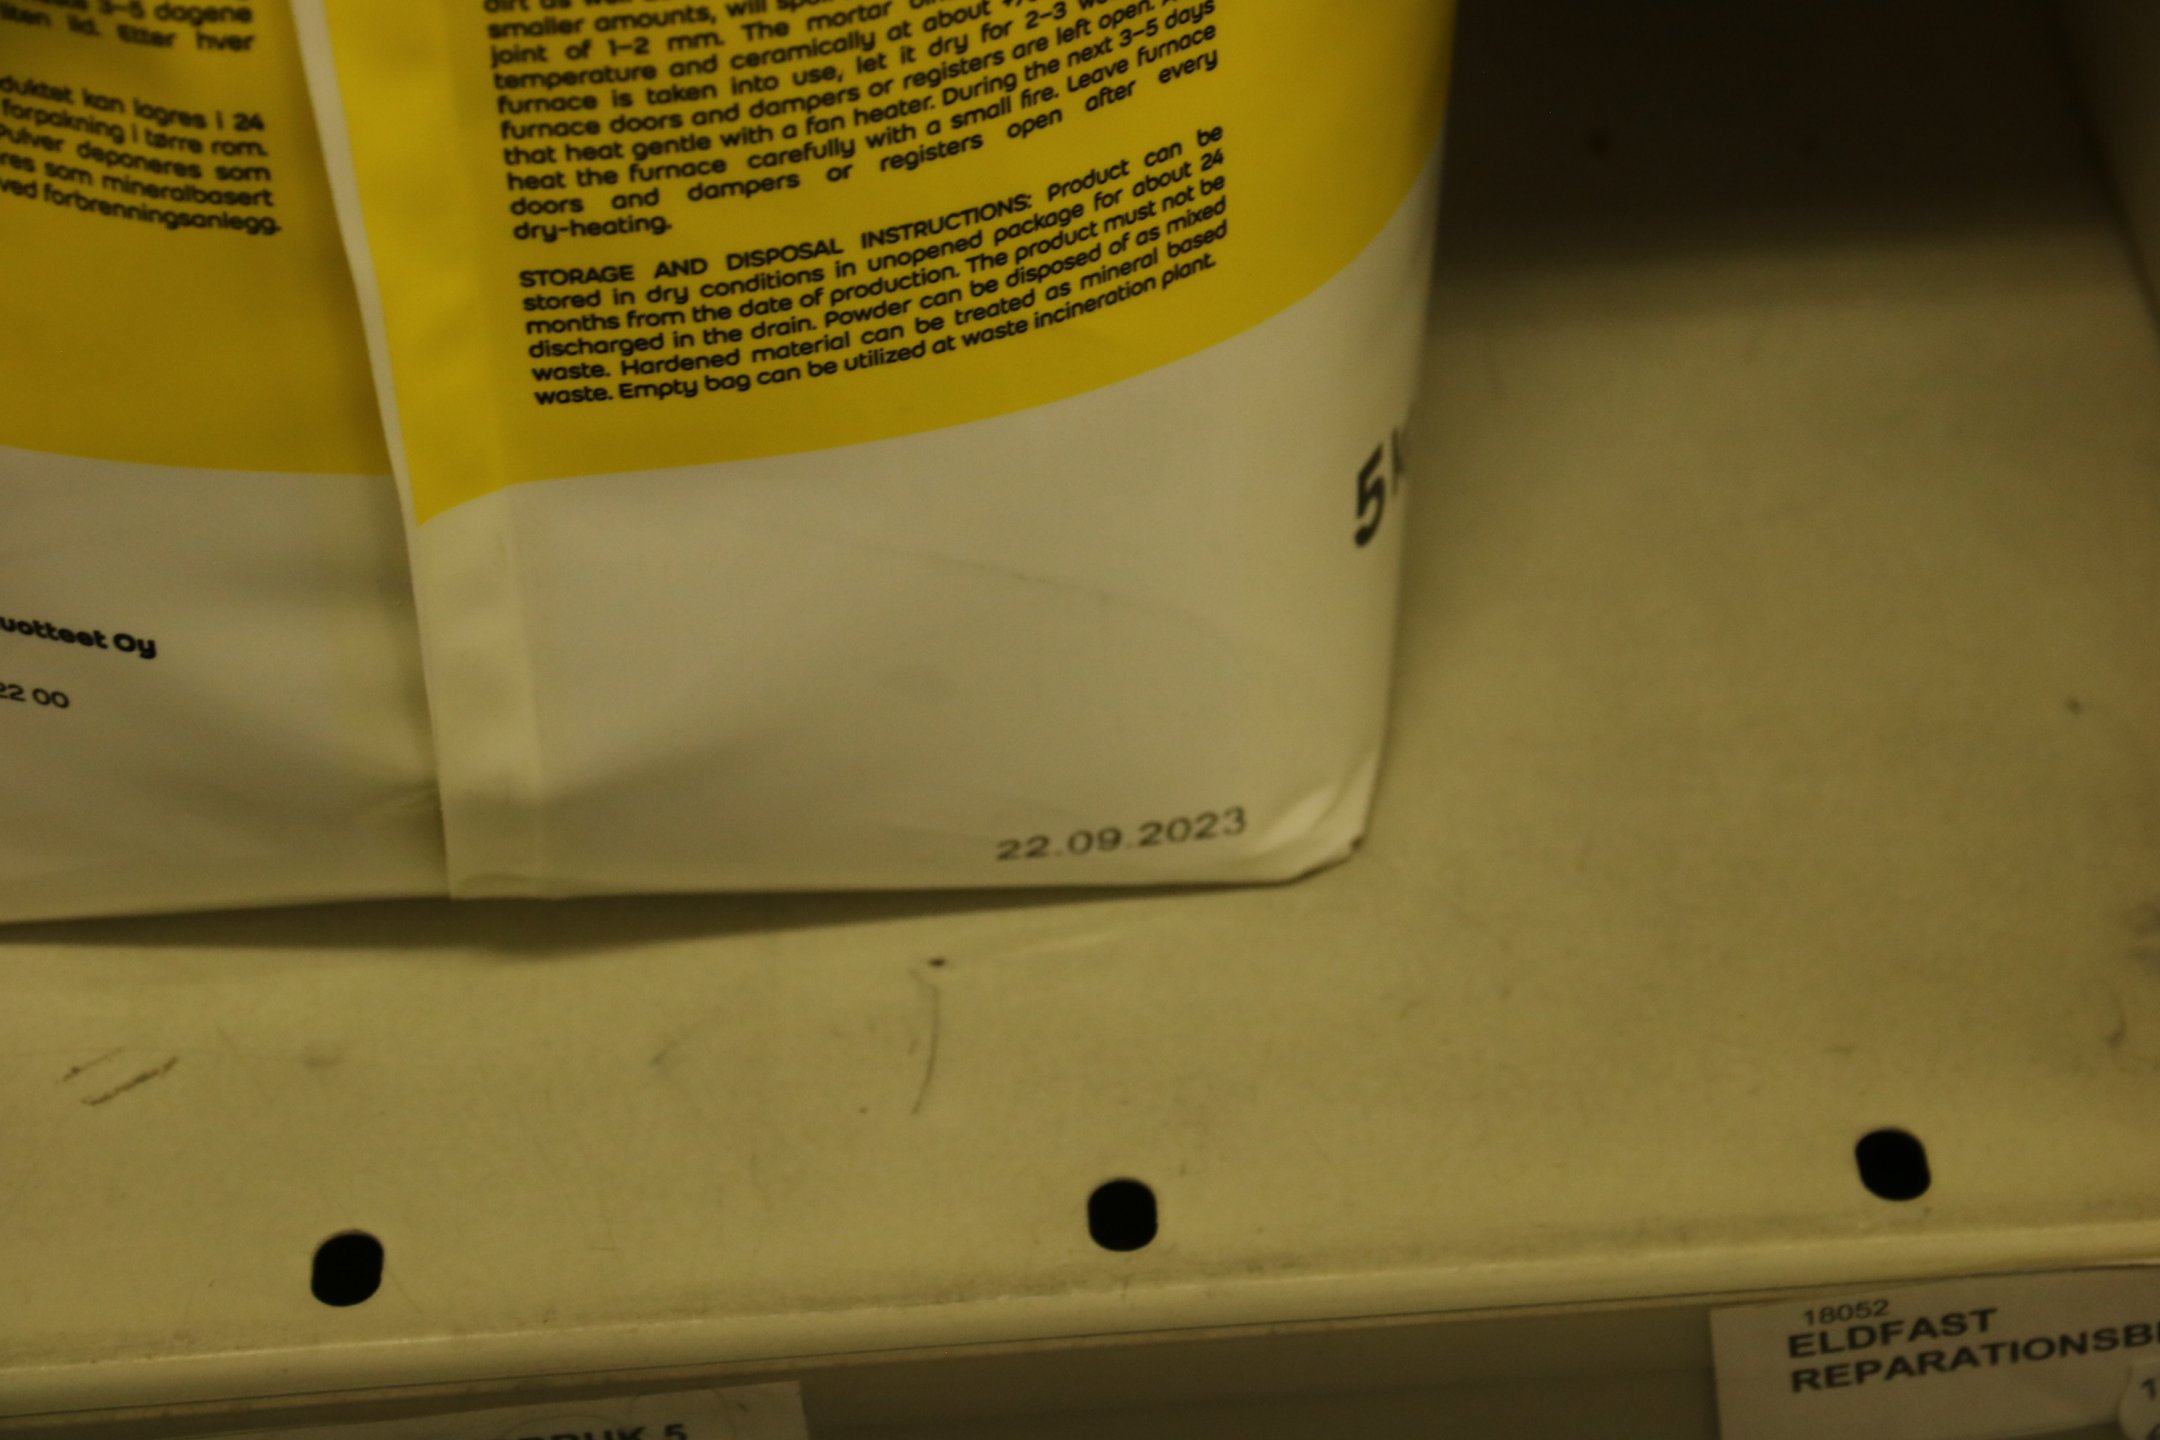 3–5 dagene
liten ild. Etter hver
duktet kan lagres i 24
forpakning i tørre rom.
Pulver deponeres som
res som mineralbasert
ved forbrenningsanlegg.
uotteet Oy
22 00
smaller amounts, will
joint of 1–2 mm. The mortar
temperature and ceramically at about
furnace is taken into use, let it dry for 2–3
furnace doors and dampers or registers are left open.
that heat gentle with a fan heater. During the next 3–5 days
heat the furnace carefully with a small fire. Leave furnace
doors and dampers or registers open after every
dry-heating.
STORAGE AND DISPOSAL INSTRUCTIONS: Product can be
stored in dry conditions in unopened package for about 24
months from the date of production. The product must not be
discharged in the drain. Powder can be disposed of as mixed
waste. Hardened material can be treated as mineral based
waste. Empty bag can be utilized at waste incineration plant.
5
22.09.2023
18052
ELDFAST
REPARATIONSB
BRUK 5